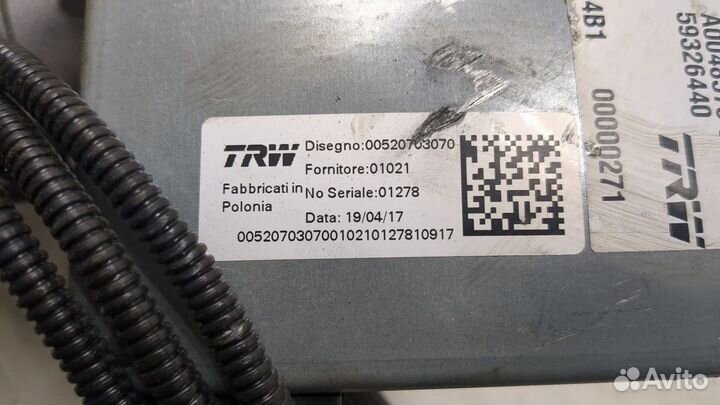 TRW
Disegno:00520703070
Fornitore:01021
Fabbricati in
Polonia
No Seriale:01278
Data: 19/04/17
00520703070010210127810917
4B1
00000271
59326440
TRW
Avito